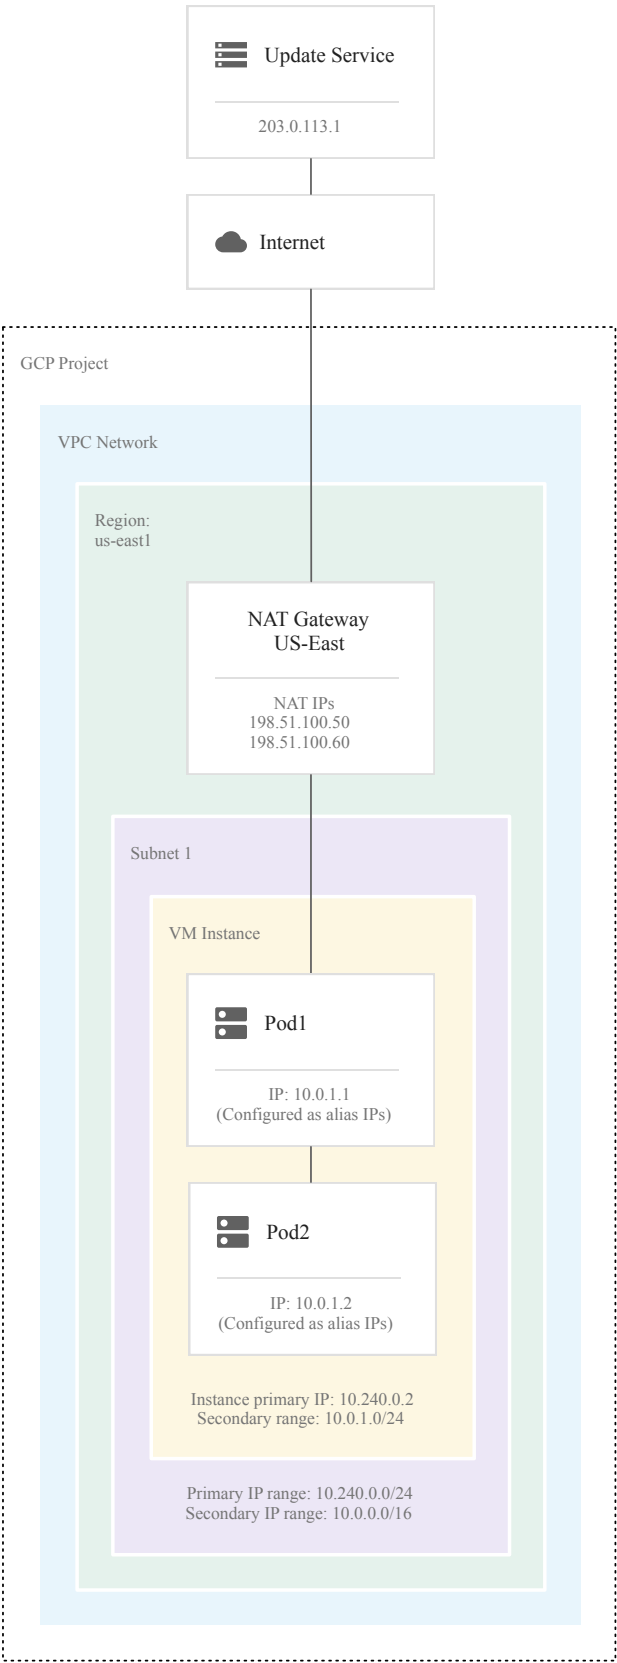 Update Service
203.0.113.1
Internet
GCP Project
VPC Network
Region:
us-east1
NAT Gateway
US-East
NAT IPs
198.51.100.50
198.51.100.60
Subnet 1
VM Instance
Pod1
IP: 10.0.1.1
(Configured as alias IPs)
Pod2
IP: 10.0.1.2
(Configured as alias IPs)
Instance primary IP: 10.240.0.2
Secondary range: 10.0.1.0/24
Primary IP range: 10.240.0.0/24
Secondary IP range: 10.0.0.0/16